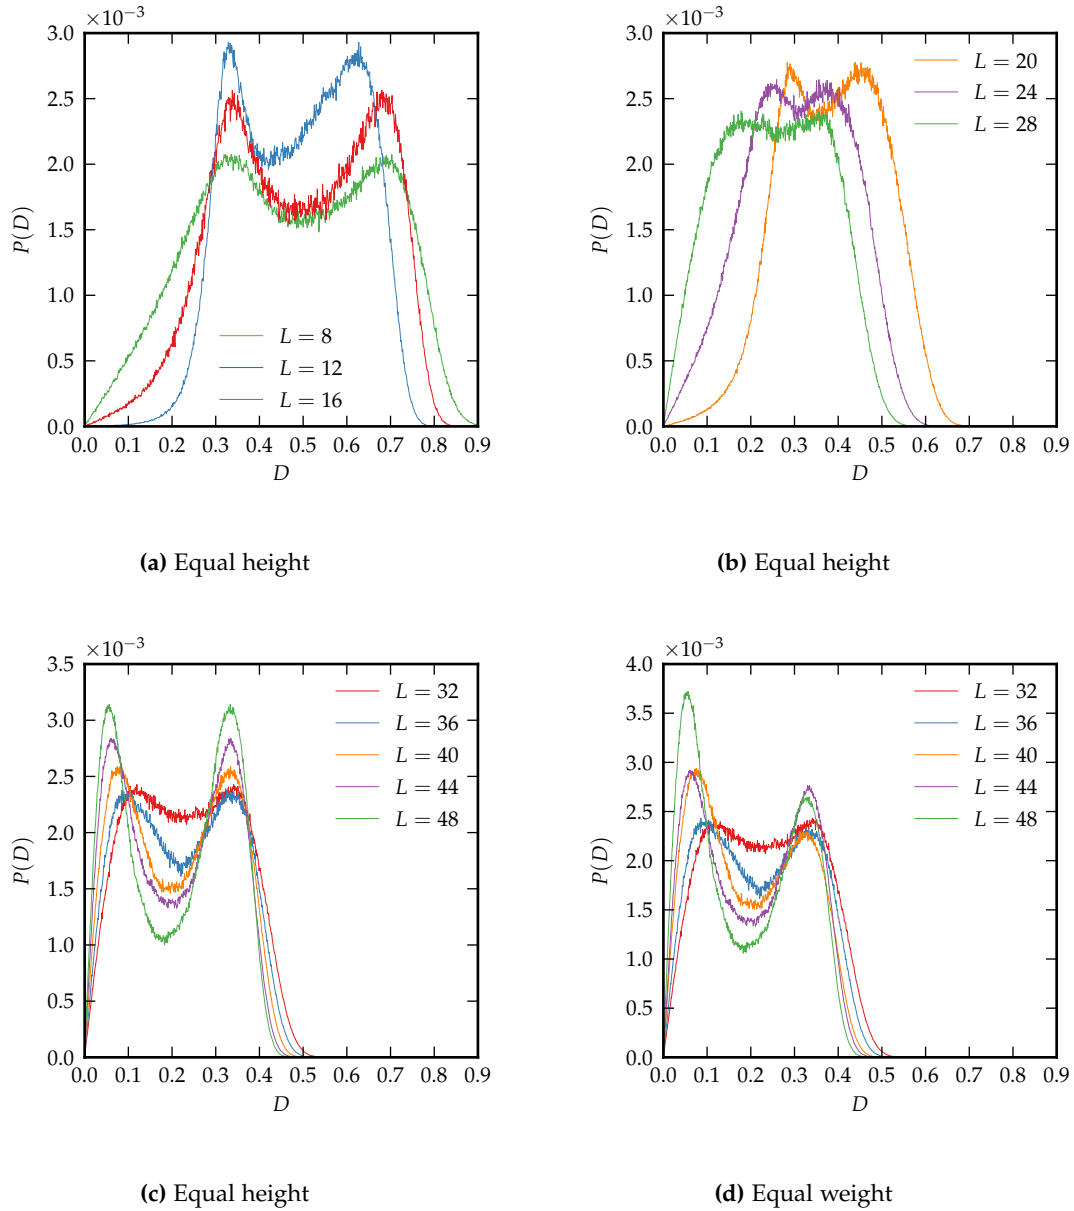 ×10⁻³
3.0
2.5
2.0
1.5
1.0
0.5
0.0
P(D)
L = 8
L = 12
L = 16
0.0 0.1 0.2 0.3 0.4 0.5 0.6 0.7 0.8 0.9
D
(a) Equal height
×10⁻³
3.0
2.5
2.0
1.5
1.0
0.5
0.0
P(D)
L = 20
L = 24
L = 28
0.0 0.1 0.2 0.3 0.4 0.5 0.6 0.7 0.8 0.9
D
(b) Equal height
×10⁻³
3.5
3.0
2.5
2.0
1.5
1.0
0.5
0.0
P(D)
L = 32
L = 36
L = 40
L = 44
L = 48
0.0 0.1 0.2 0.3 0.4 0.5 0.6 0.7 0.8 0.9
D
(c) Equal height
×10⁻³
4.0
3.5
3.0
2.5
2.0
1.5
1.0
0.5
0.0
P(D)
L = 32
L = 36
L = 40
L = 44
L = 48
0.0 0.1 0.2 0.3 0.4 0.5 0.6 0.7 0.8 0.9
D
(d) Equal weight